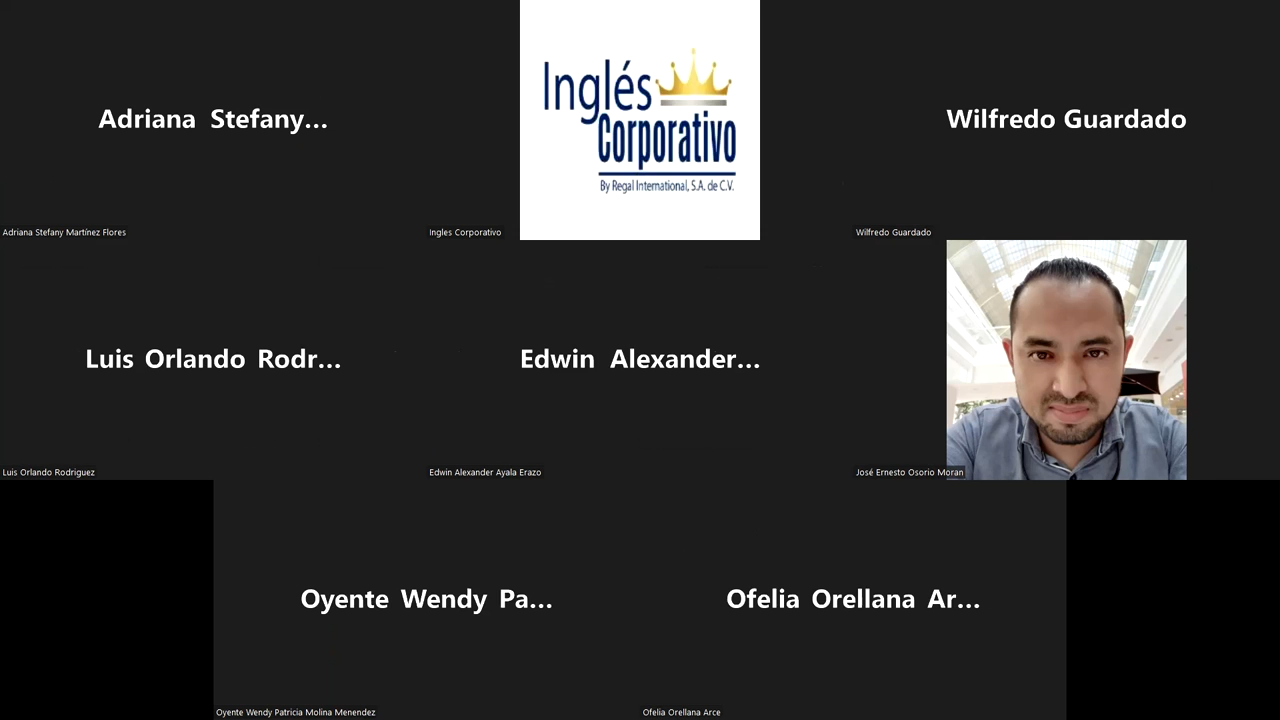 Adriana Stefany...
Adriana Stefany Martínez Flores
Inglés
Corporativo
By Regal International, S.A. de C.V.
Ingles Corporativo
Wilfredo Guardado
Wilfredo Guardado
Luis Orlando Rodr...
Luis Orlando Rodriguez
Edwin Alexander...
Edwin Alexander Ayala Erazo
José Ernesto Osorio Moran
Oyente Wendy Pa...
Oyente Wendy Patricia Molina Menendez
Ofelia Orellana Ar...
Ofelia Orellana Arce